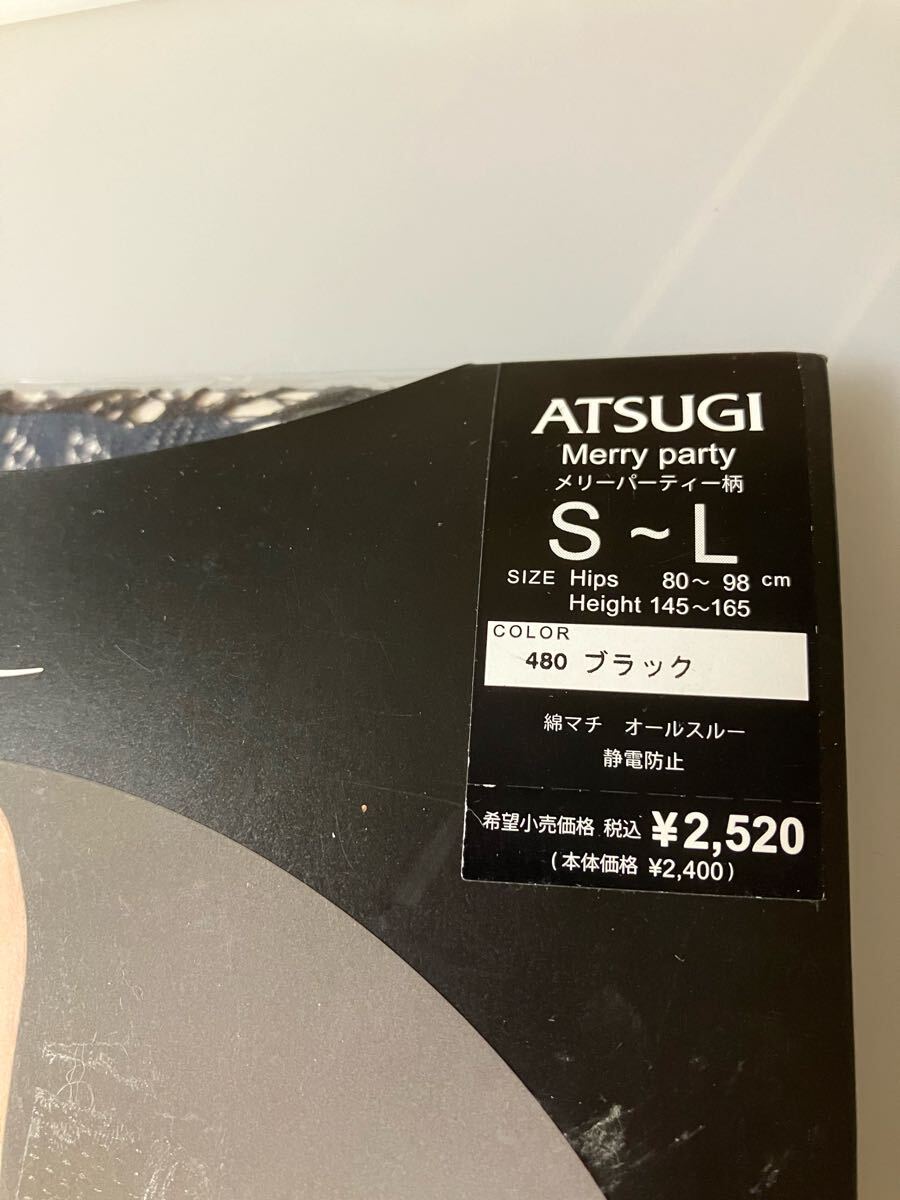 ATSUGI
Merry party
メリーパーティー柄
S ~ L
SIZE Hips 80~ 98 cm
Height 145~165
COLOR
480 ブラック
綿マチ オールスルー
静電防止
希望小売価格 税込 ¥2,520
(本体価格 ¥2,400)